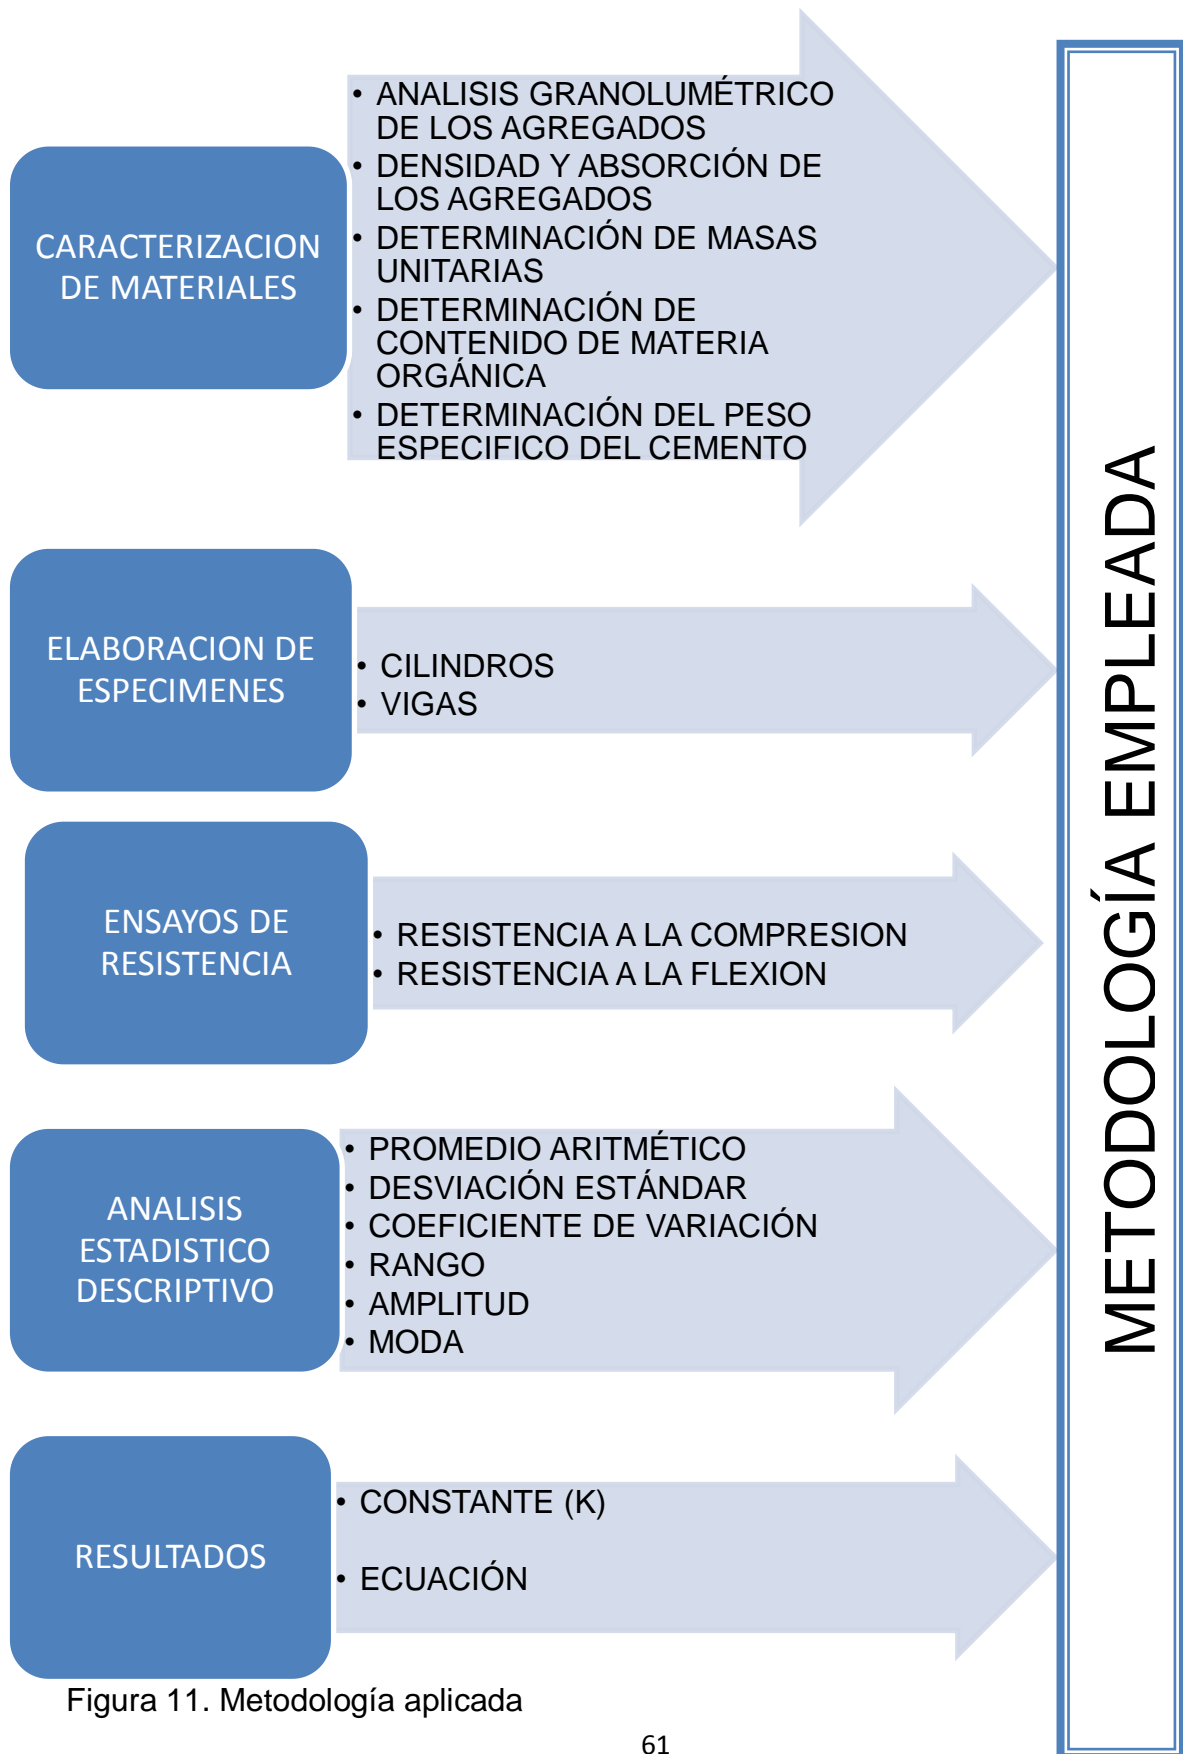 CARACTERIZACION
DE MATERIALES
• ANALISIS GRANOLUMÉTRICO
DE LOS AGREGADOS
• DENSIDAD Y ABSORCIÓN DE
LOS AGREGADOS
• DETERMINACIÓN DE MASAS
UNITARIAS
• DETERMINACIÓN DE
CONTENIDO DE MATERIA
ORGÁNICA
• DETERMINACIÓN DEL PESO
ESPECIFICO DEL CEMENTO
ELABORACION DE
ESPECIMENES
• CILINDROS
• VIGAS
ENSAYOS DE
RESISTENCIA
• RESISTENCIA A LA COMPRESION
• RESISTENCIA A LA FLEXION
ANALISIS
ESTADISTICO
DESCRIPTIVO
• PROMEDIO ARITMÉTICO
• DESVIACIÓN ESTÁNDAR
• COEFICIENTE DE VARIACIÓN
• RANGO
• AMPLITUD
• MODA
RESULTADOS
• CONSTANTE (K)
• ECUACIÓN
METODOLOGÍA EMPLEADA
Figura 11. Metodología aplicada
61